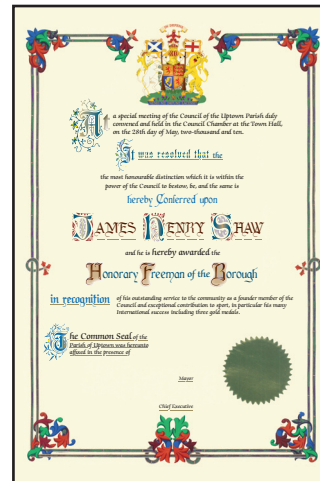 At a special meeting of the Council of the Uptown Parish duly
convened and held in the Council Chamber at the Town Hall,
on the 28th day of May, two-thousand and ten.
It was resolved that the
the most honourable distinction which it is within the
power of the Council to bestow, be, and the same is
hereby Conferred upon
JAMES HENRY SHAW
and he is hereby awarded the
Honorary Freeman of the Borough
in recognition of his outstanding service to the community as a founder member of the
Council and exceptional contribution to sport, in particular his many
International success including three gold medals.
The Common Seal of the
Parish of Uptown was hereunto
affixed in the presence of
Mayor
Chief Executive